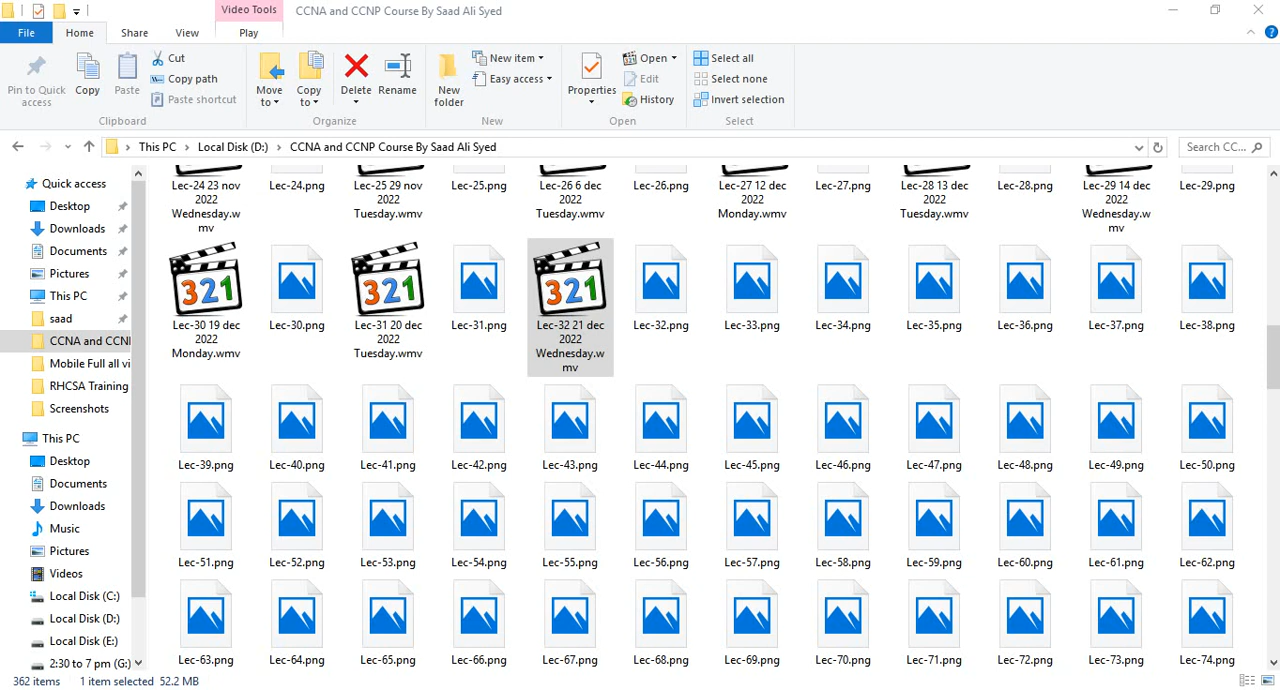 Video Tools
CCNA and CCNP Course By Saad Ali Syed
File Home Share View Play
Pin to Quick access
Copy
Paste
Cut
Copy path
Paste shortcut
Clipboard
Move to
Copy to
Delete
Rename
Organize
New folder
New item
Easy access
New
Properties
Open
Edit
History
Open
Select all
Select none
Invert selection
Select
This PC Local Disk (D:) CCNA and CCNP Course By Saad Ali Syed
Search CC...
Quick access
Desktop
Downloads
Documents
Pictures
This PC
saad
CCNA and CCNP
Mobile Full all vi
RHCSA Training
Screenshots
This PC
Desktop
Documents
Downloads
Music
Pictures
Videos
Local Disk (C:)
Local Disk (D:)
Local Disk (E:)
2:30 to 7 pm (G:)
Lec-24 23 nov 2022 Wednesday.wmv
Lec-24.png
Lec-25 29 nov 2022 Tuesday.wmv
Lec-25.png
Lec-26 6 dec 2022 Tuesday.wmv
Lec-26.png
Lec-27 12 dec 2022 Monday.wmv
Lec-27.png
Lec-28 13 dec 2022 Tuesday.wmv
Lec-28.png
Lec-29 14 dec 2022 Wednesday.wmv
Lec-29.png
321
Lec-30 19 dec 2022 Monday.wmv
Lec-30.png
321
Lec-31 20 dec 2022 Tuesday.wmv
Lec-31.png
321
Lec-32 21 dec 2022 Wednesday.wmv
Lec-32.png
Lec-33.png
Lec-34.png
Lec-35.png
Lec-36.png
Lec-37.png
Lec-38.png
Lec-39.png
Lec-40.png
Lec-41.png
Lec-42.png
Lec-43.png
Lec-44.png
Lec-45.png
Lec-46.png
Lec-47.png
Lec-48.png
Lec-49.png
Lec-50.png
Lec-51.png
Lec-52.png
Lec-53.png
Lec-54.png
Lec-55.png
Lec-56.png
Lec-57.png
Lec-58.png
Lec-59.png
Lec-60.png
Lec-61.png
Lec-62.png
Lec-63.png
Lec-64.png
Lec-65.png
Lec-66.png
Lec-67.png
Lec-68.png
Lec-69.png
Lec-70.png
Lec-71.png
Lec-72.png
Lec-73.png
Lec-74.png
362 items 1 item selected 52.2 MB